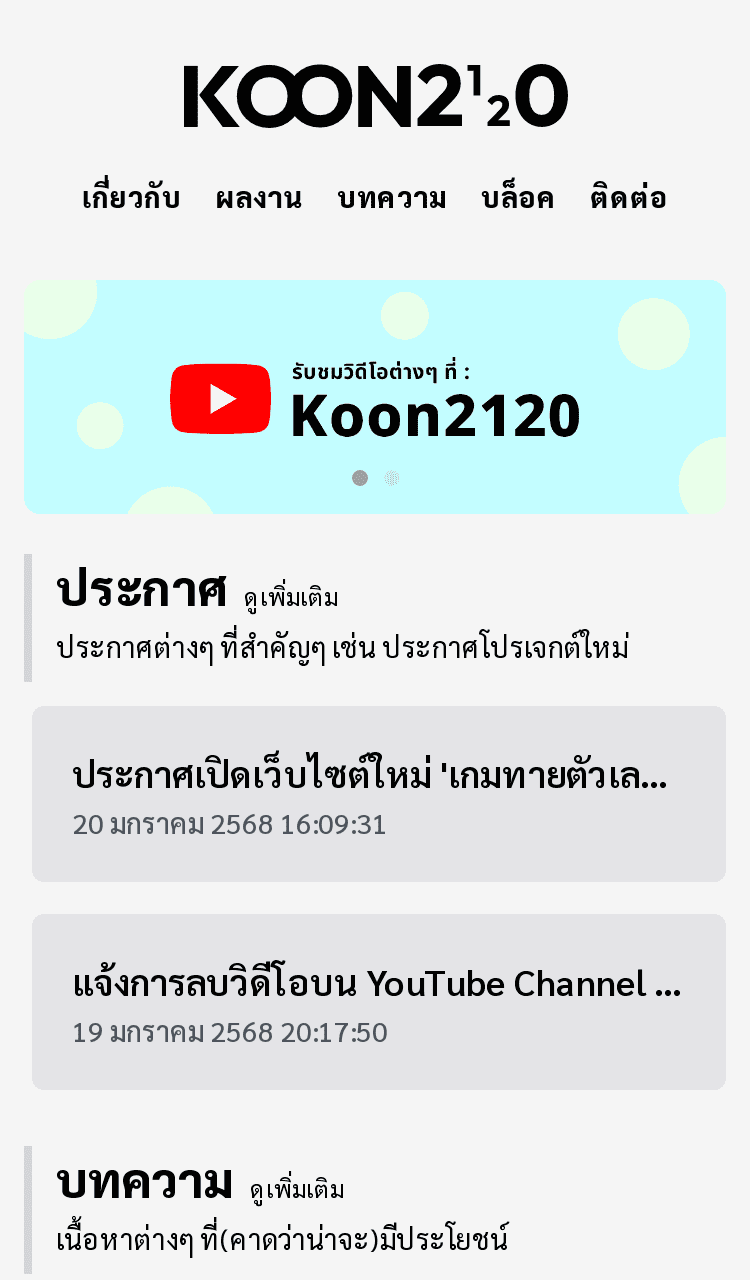 KOON2120
เกี่ยวกับ ผลงาน บทความ บล็อค ติดต่อ
รับชมวิดีโอต่างๆ ที่ :
Koon2120
ประกาศ ดูเพิ่มเติม
ประกาศต่างๆ ที่สำคัญๆ เช่น ประกาศโปรเจกต์ใหม่
ประกาศเปิดเว็บไซต์ใหม่ 'เกมทายตัวเล...
20 มกราคม 2568 16:09:31
แจ้งการลบวิดีโอบน YouTube Channel ...
19 มกราคม 2568 20:17:50
บทความ ดูเพิ่มเติม
เนื้อหาต่างๆ ที่(คาดว่าน่าจะ)มีประโยชน์